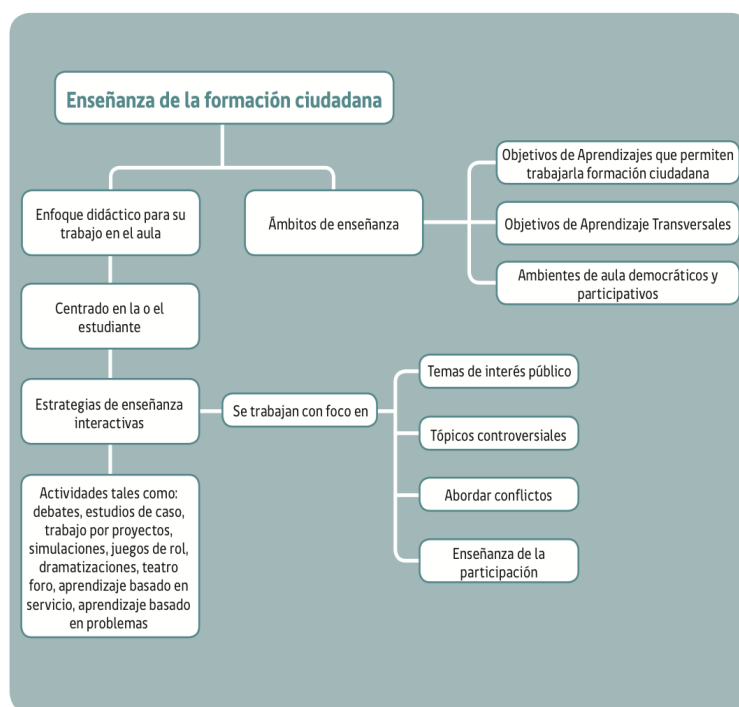 Enseñanza de la formación ciudadana
Enfoque didáctico para su
trabajo en el aula
Ámbitos de enseñanza
Objetivos de Aprendizajes que permiten
trabajarla formación ciudadana
Objetivos de Aprendizaje Transversales
Ambientes de aula democráticos y
participativos
Centrado en la o el
estudiante
Estrategias de enseñanza
interactivas
Se trabajan con foco en
Temas de interés público
Tópicos controversiales
Abordar conflictos
Enseñanza de la
participación
Actividades tales como:
debates, estudios de caso,
trabajo por proyectos,
simulaciones, juegos de rol,
dramatizaciones, teatro
foro, aprendizaje basado en
servicio, aprendizaje basado
en problemas